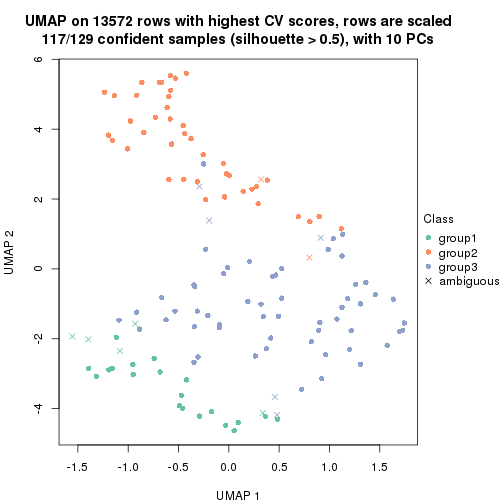 UMAP on 13572 rows with highest CV scores, rows are scaled
117/129 confident samples (silhouette > 0.5), with 10 PCs
6
4
2
0
-2
-4
UMAP 2
-1.5
-1.0
-0.5
0.0
0.5
1.0
1.5
UMAP 1
Class
group1
group2
group3
ambiguous